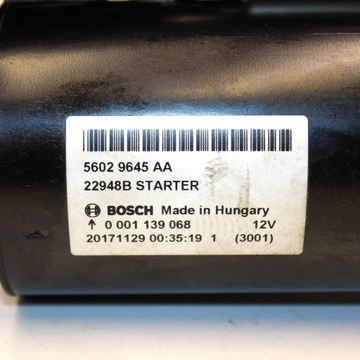 5602 9645 AA
22948B STARTER
BOSCH Made in Hungary
↑ 0 001 139 068 12V
20171129 00:35:19 1 (3001)